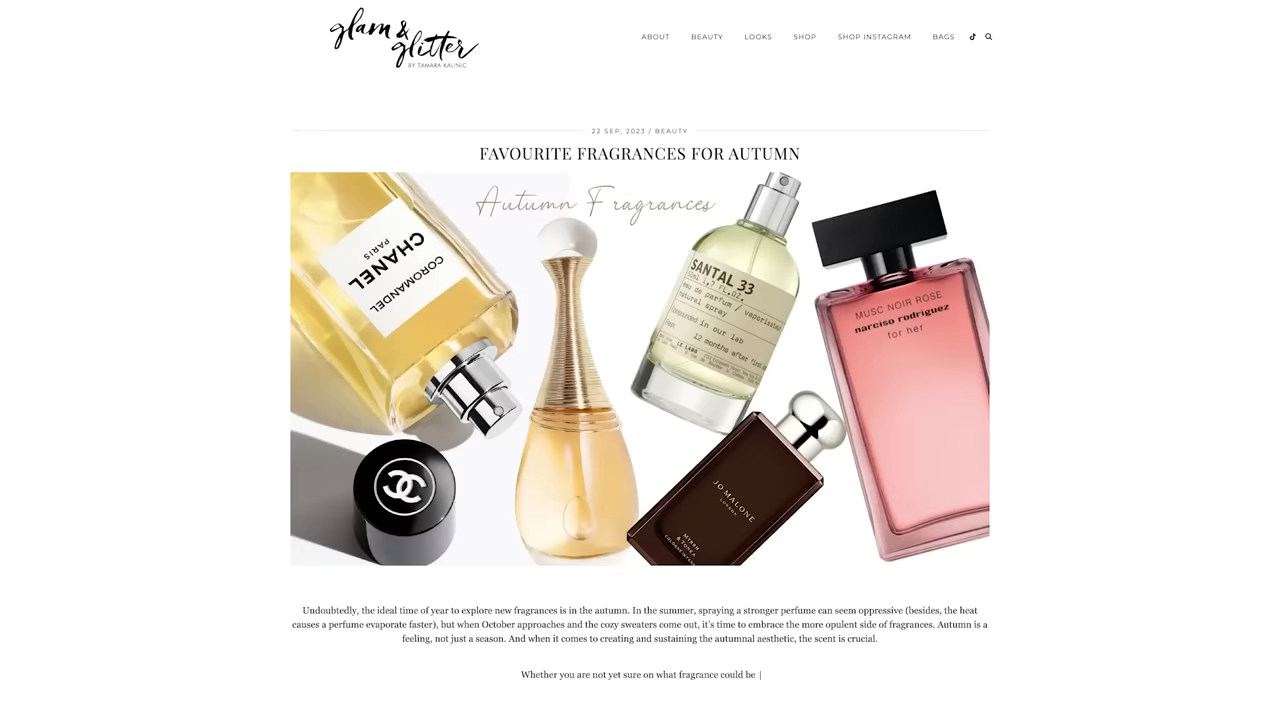 glam & glitter
BY TAMARA KALINIC
ABOUT BEAUTY LOOKS SHOP SHOP INSTAGRAM BAGS
22 SEP, 2023 / BEAUTY
FAVOURITE FRAGRANCES FOR AUTUMN
Autumn Fragrances
COROMANDEL
CHANEL
PARIS
SANTAL 33
eau de parfum / vaporisateur
natural spray
in our lab
12 months after first
LE LABO
MUSC NOIR ROSE
narciso rodriguez
for her
JO MALONE
LONDON
MYRRH
& TONKA
Undoubtedly, the ideal time of year to explore new fragrances is in the autumn. In the summer, spraying a stronger perfume can seem oppressive (besides, the heat
causes a perfume evaporate faster), but when October approaches and the cozy sweaters come out, it's time to embrace the more opulent side of fragrances. Autumn is a
feeling, not just a season. And when it comes to creating and sustaining the autumnal aesthetic, the scent is crucial.
Whether you are not yet sure on what fragrance could be |